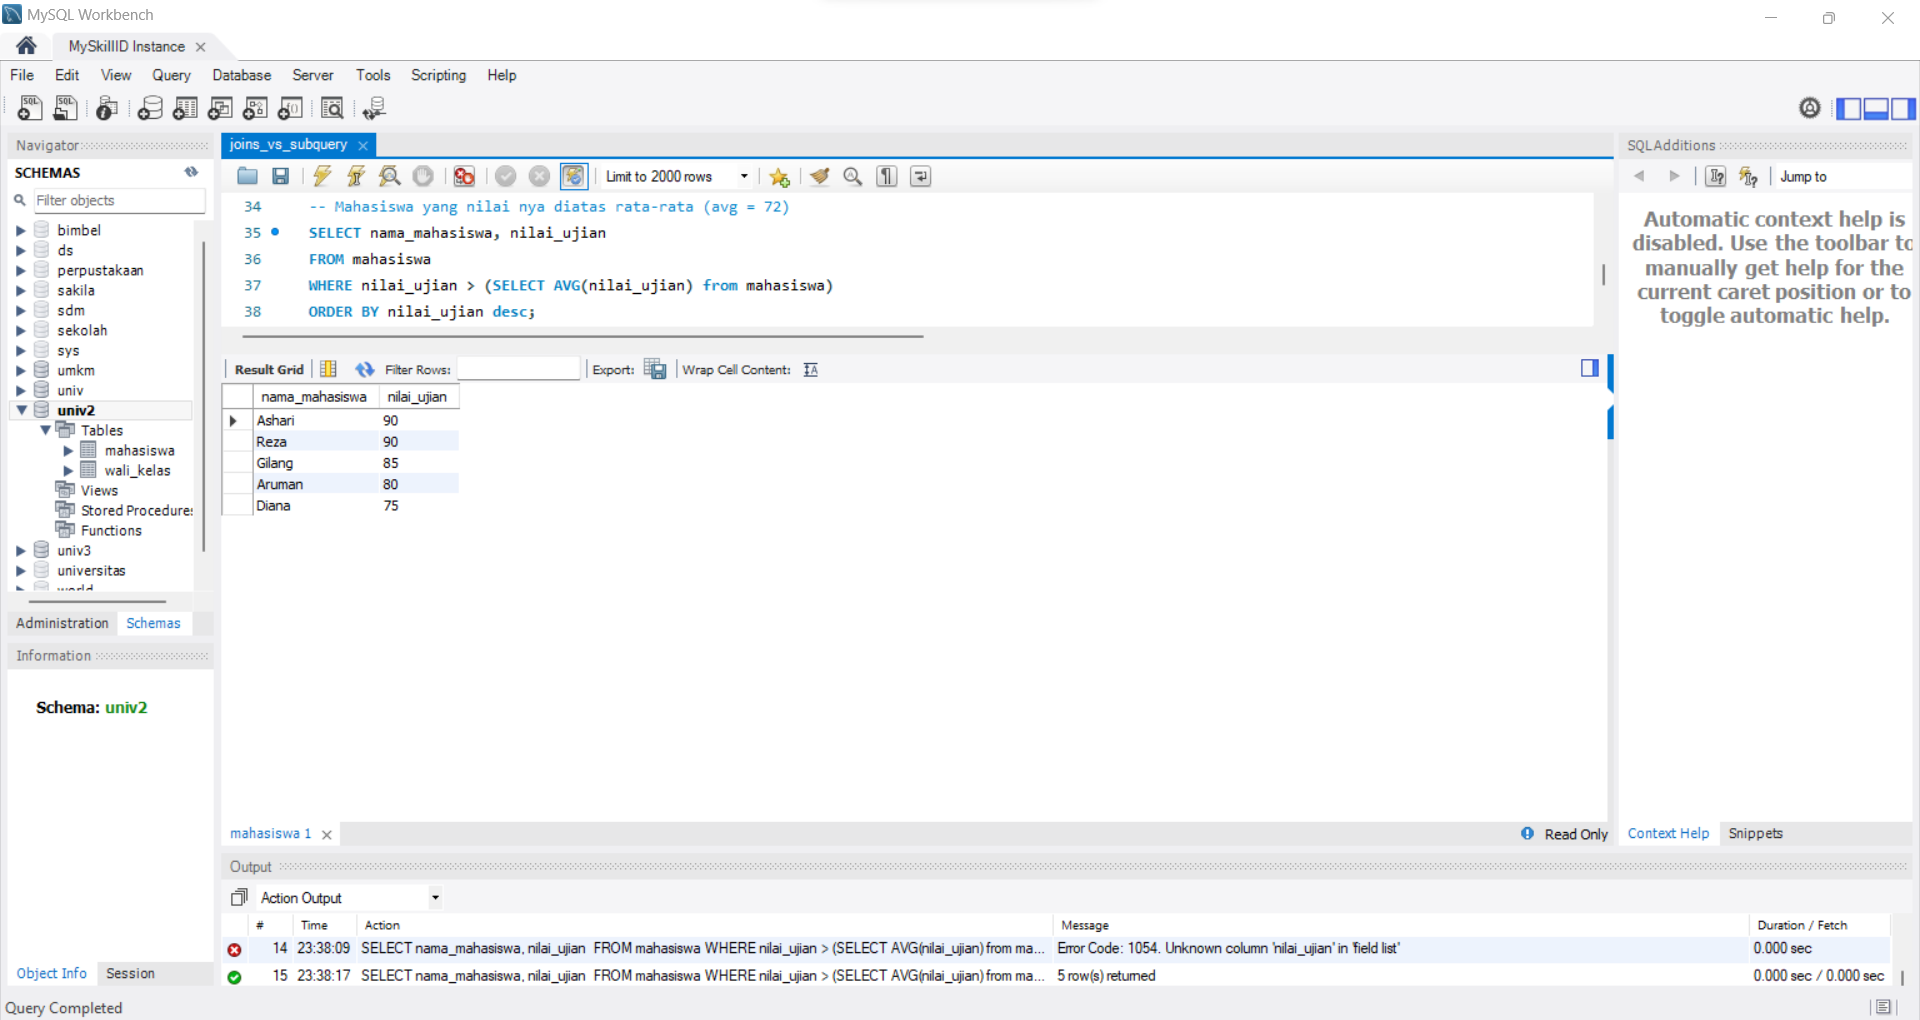 MySQL Workbench
MySkillID Instance
File Edit View Query Database Server Tools Scripting Help
Navigator
SCHEMAS
Filter objects
bimbel
ds
perpustakaan
sakila
sdm
sekolah
sys
umkm
univ
univ2
Tables
mahasiswa
wali_kelas
Views
Stored Procedures
Functions
univ3
universitas
world
Administration Schemas
Information
Schema: univ2
Object Info Session
joins_vs_subquery
Limit to 2000 rows
34 -- Mahasiswa yang nilai nya diatas rata-rata (avg = 72)
35 SELECT nama_mahasiswa, nilai_ujian
36 FROM mahasiswa
37 WHERE nilai_ujian > (SELECT AVG(nilai_ujian) from mahasiswa)
38 ORDER BY nilai_ujian desc;
Result Grid Filter Rows: Export: Wrap Cell Content:
nama_mahasiswa nilai_ujian
Ashari 90
Reza 90
Gilang 85
Aruman 80
Diana 75
mahasiswa 1 Read Only
SQLAdditions
Jump to
Automatic context help is
disabled. Use the toolbar to
manually get help for the
current caret position or to
toggle automatic help.
Context Help Snippets
Output
Action Output
# Time Action Message Duration / Fetch
14 23:38:09 SELECT nama_mahasiswa, nilai_ujian FROM mahasiswa WHERE nilai_ujian > (SELECT AVG(nilai_ujian) from ma... Error Code: 1054. Unknown column 'nilai_ujian' in 'field list' 0.000 sec
15 23:38:17 SELECT nama_mahasiswa, nilai_ujian FROM mahasiswa WHERE nilai_ujian > (SELECT AVG(nilai_ujian) from ma... 5 row(s) returned 0.000 sec / 0.000 sec
Query Completed